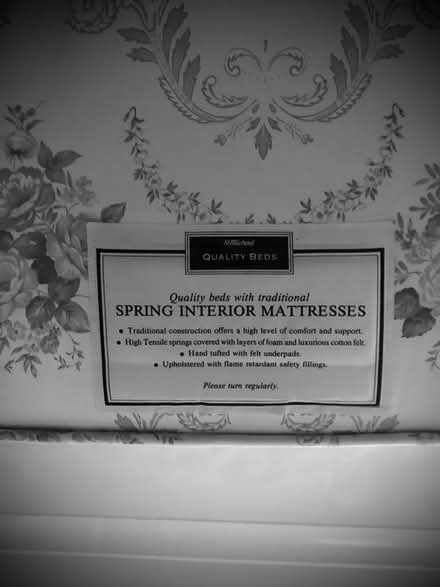 St Michael
QUALITY BEDS
Quality beds with traditional
SPRING INTERIOR MATTRESSES
● Traditional construction offers a high level of comfort and support.
● High Tensile springs covered with layers of foam and luxurious cotton felt.
● Hand tufted with felt underpads.
● Upholstered with flame retardant safety fillings.
Please turn regularly.